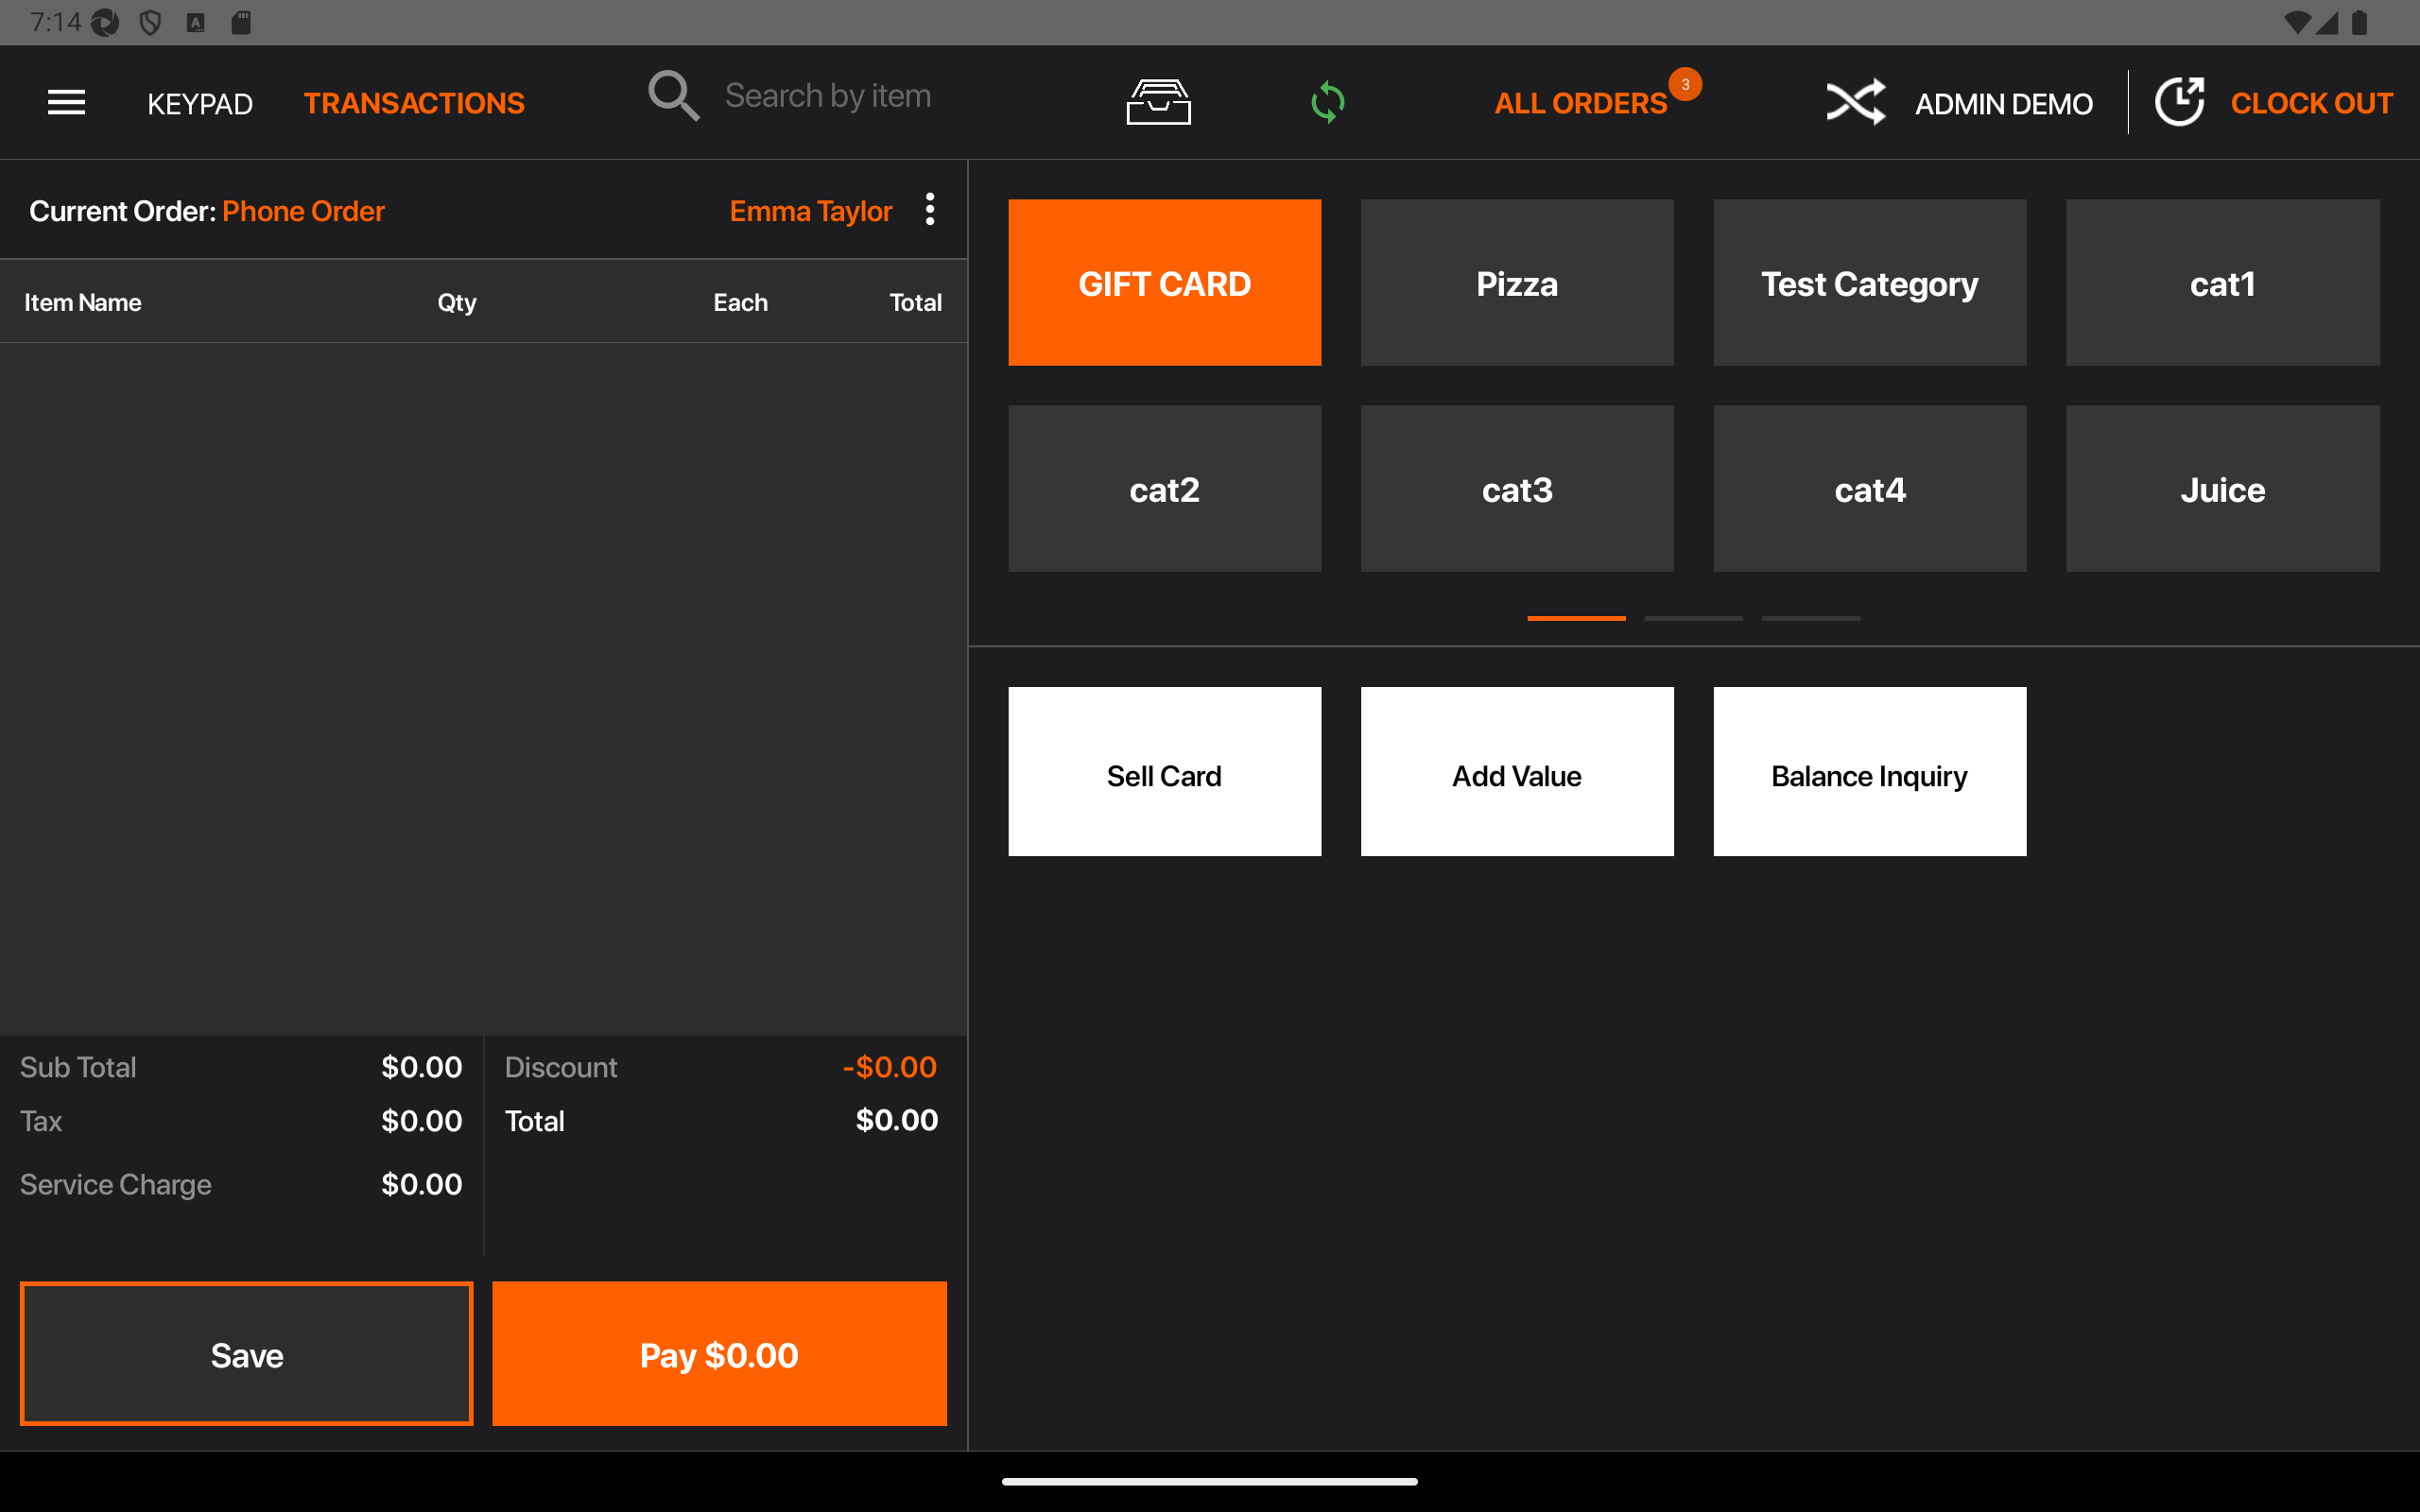 7:14
KEYPAD
TRANSACTIONS
Search by item
ALL ORDERS
3
ADMIN DEMO
CLOCK OUT
Current Order: Phone Order
Emma Taylor
Item Name
Qty
Each
Total
GIFT CARD
Pizza
Test Category
cat1
cat2
cat3
cat4
Juice
Sell Card
Add Value
Balance Inquiry
Sub Total
$0.00
Discount
-$0.00
Tax
$0.00
Total
$0.00
Service Charge
$0.00
Save
Pay $0.00